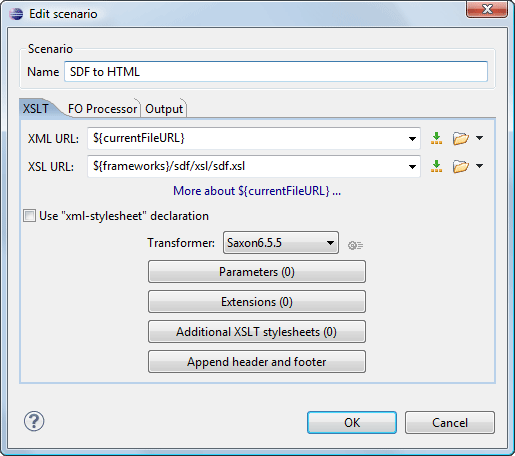 Edit scenario
Scenario
Name SDF to HTML
XSLT FO Processor Output
XML URL: ${currentFileURL}
XSL URL: ${frameworks}/sdf/xsl/sdf.xsl
More about ${currentFileURL} ...
Use "xml-stylesheet" declaration
Transformer: Saxon6.5.5
Parameters (0)
Extensions (0)
Additional XSLT stylesheets (0)
Append header and footer
? OK Cancel